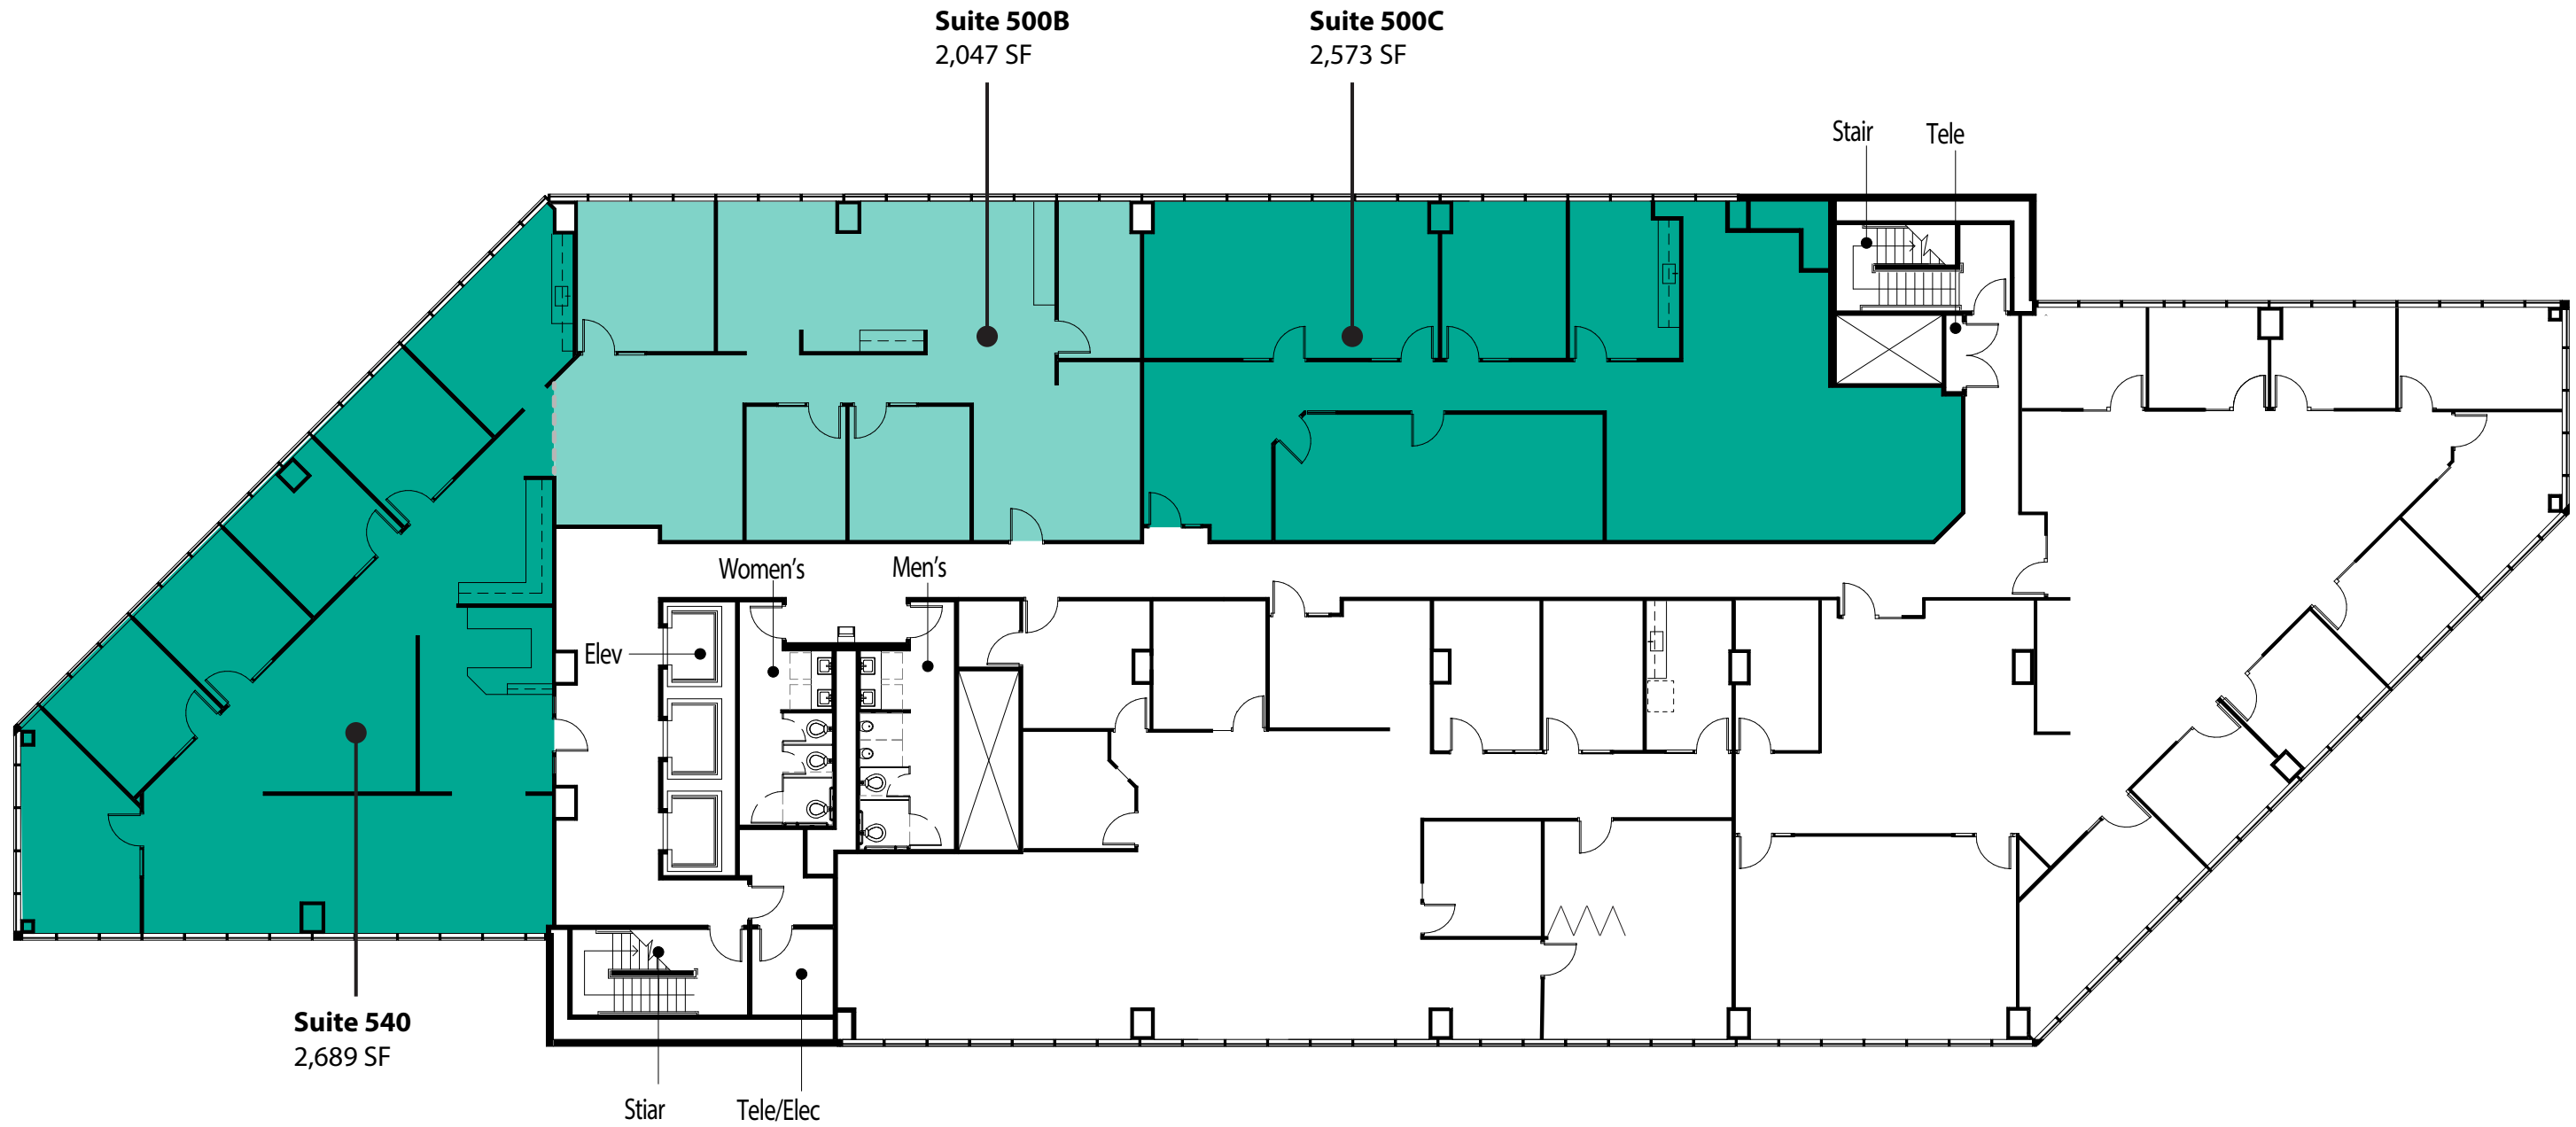 Suite 500B
2,047 SF
Suite 500C
2,573 SF
Stair
Tele
Women's
Men's
Elev
Suite 540
2,689 SF
Stiar
Tele/Elec